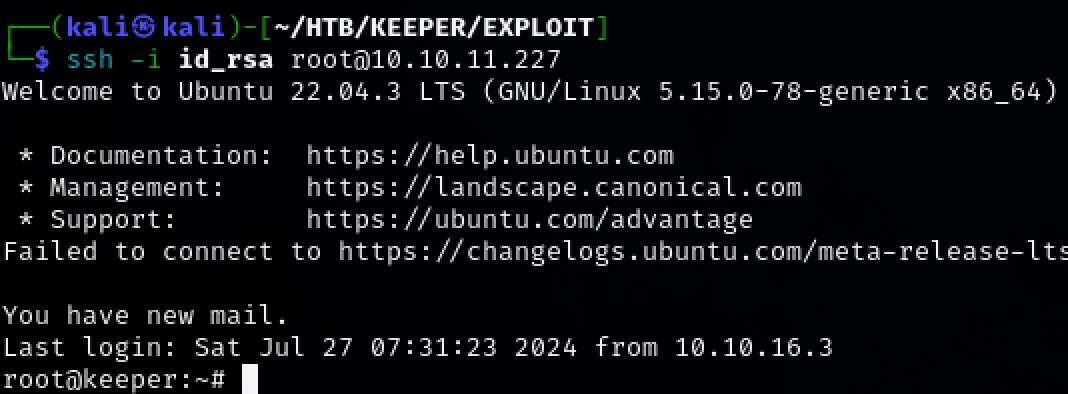 ┌──(kali㉿kali)-[~/HTB/KEEPER/EXPLOIT]
└─$ ssh -i id_rsa root@10.10.11.227
Welcome to Ubuntu 22.04.3 LTS (GNU/Linux 5.15.0-78-generic x86_64)
* Documentation:  https://help.ubuntu.com
* Management:     https://landscape.canonical.com
* Support:        https://ubuntu.com/advantage
Failed to connect to https://changelogs.ubuntu.com/meta-release-lts
You have new mail.
Last login: Sat Jul 27 07:31:23 2024 from 10.10.16.3
root@keeper:~#